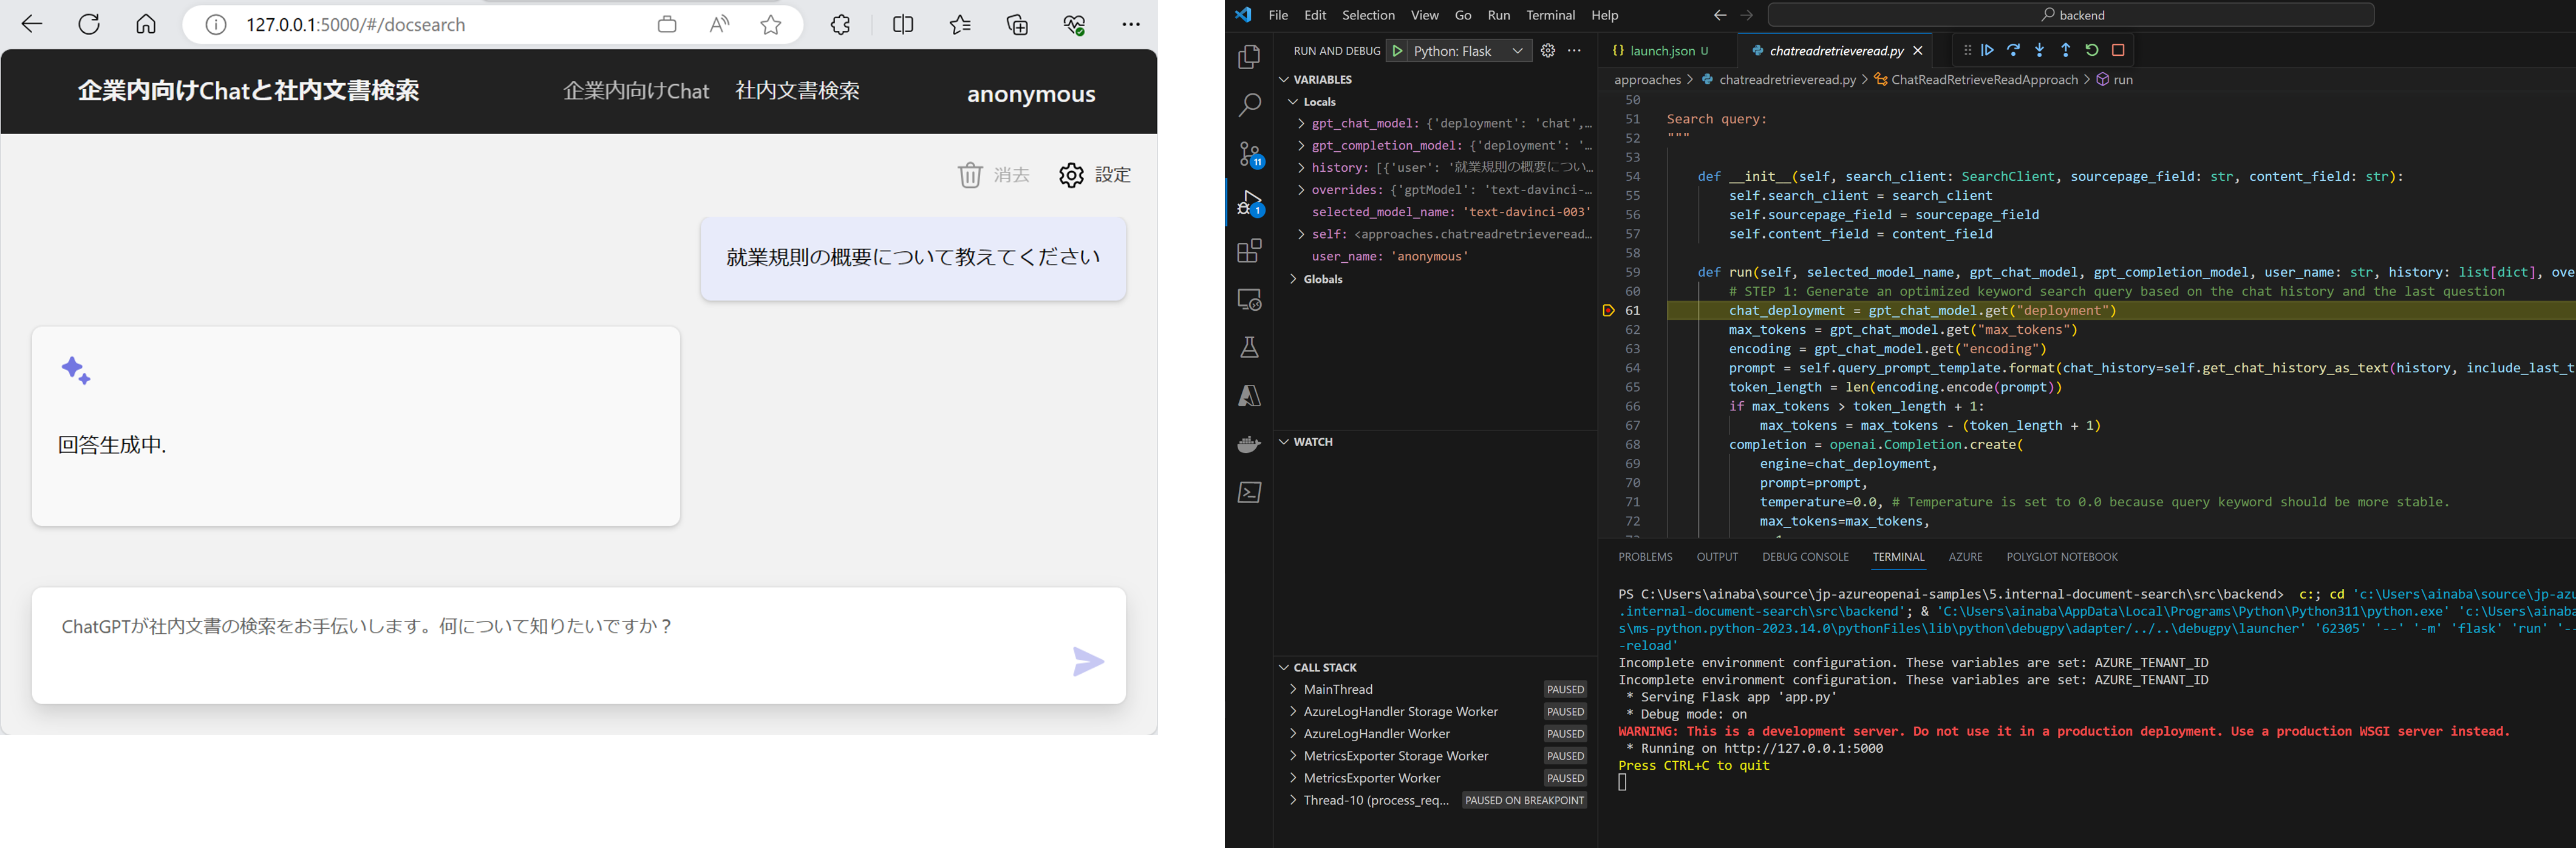 127.0.0.1:5000/#/docsearch
企業内向けChatと社内文書検索
企業内向けChat
社内文書検索
anonymous
消去
設定
就業規則の概要について教えてください
回答生成中.
ChatGPTが社内文書の検索をお手伝いします。何について知りたいですか？
File Edit Selection View Go Run Terminal Help
backend
RUN AND DEBUG
Python: Flask
VARIABLES
Locals
gpt_chat_model: {'deployment': 'chat',…
gpt_completion_model: {'deployment': '…
history: [{'user': '就業規則の概要につい…
overrides: {'gptModel': 'text-davinci-…
selected_model_name: 'text-davinci-003'
self: <approaches.chatreadretrieveread…
user_name: 'anonymous'
Globals
WATCH
CALL STACK
MainThread PAUSED
AzureLogHandler Storage Worker PAUSED
AzureLogHandler Worker PAUSED
MetricsExporter Storage Worker PAUSED
MetricsExporter Worker PAUSED
Thread-10 (process_req... PAUSED ON BREAKPOINT
11
1
launch.json U
chatreadretrieveread.py
approaches > chatreadretrieveread.py > ChatReadRetrieveReadApproach > run
50
51 Search query:
52 """
53
54 def __init__(self, search_client: SearchClient, sourcepage_field: str, content_field: str):
55 self.search_client = search_client
56 self.sourcepage_field = sourcepage_field
57 self.content_field = content_field
58
59 def run(self, selected_model_name, gpt_chat_model, gpt_completion_model, user_name: str, history: list[dict], ove
60 # STEP 1: Generate an optimized keyword search query based on the chat history and the last question
61 chat_deployment = gpt_chat_model.get("deployment")
62 max_tokens = gpt_chat_model.get("max_tokens")
63 encoding = gpt_chat_model.get("encoding")
64 prompt = self.query_prompt_template.format(chat_history=self.get_chat_history_as_text(history, include_last_t
65 token_length = len(encoding.encode(prompt))
66 if max_tokens > token_length + 1:
67 max_tokens = max_tokens - (token_length + 1)
68 completion = openai.Completion.create(
69 engine=chat_deployment,
70 prompt=prompt,
71 temperature=0.0, # Temperature is set to 0.0 because query keyword should be more stable.
72 max_tokens=max_tokens,
PROBLEMS OUTPUT DEBUG CONSOLE TERMINAL AZURE POLYGLOT NOTEBOOK
PS C:\Users\ainaba\source\jp-azureopenai-samples\5.internal-document-search\src\backend> c:; cd 'c:\Users\ainaba\source\jp-azu
.internal-document-search\src\backend'; & 'C:\Users\ainaba\AppData\Local\Programs\Python\Python311\python.exe' 'c:\Users\ainaba
s\ms-python.python-2023.14.0\pythonFiles\lib\python\debugpy\adapter/../..\debugpy\launcher' '62305' '--' '-m' 'flask' 'run' '--
-reload'
Incomplete environment configuration. These variables are set: AZURE_TENANT_ID
Incomplete environment configuration. These variables are set: AZURE_TENANT_ID
* Serving Flask app 'app.py'
* Debug mode: on
WARNING: This is a development server. Do not use it in a production deployment. Use a production WSGI server instead.
* Running on http://127.0.0.1:5000
Press CTRL+C to quit